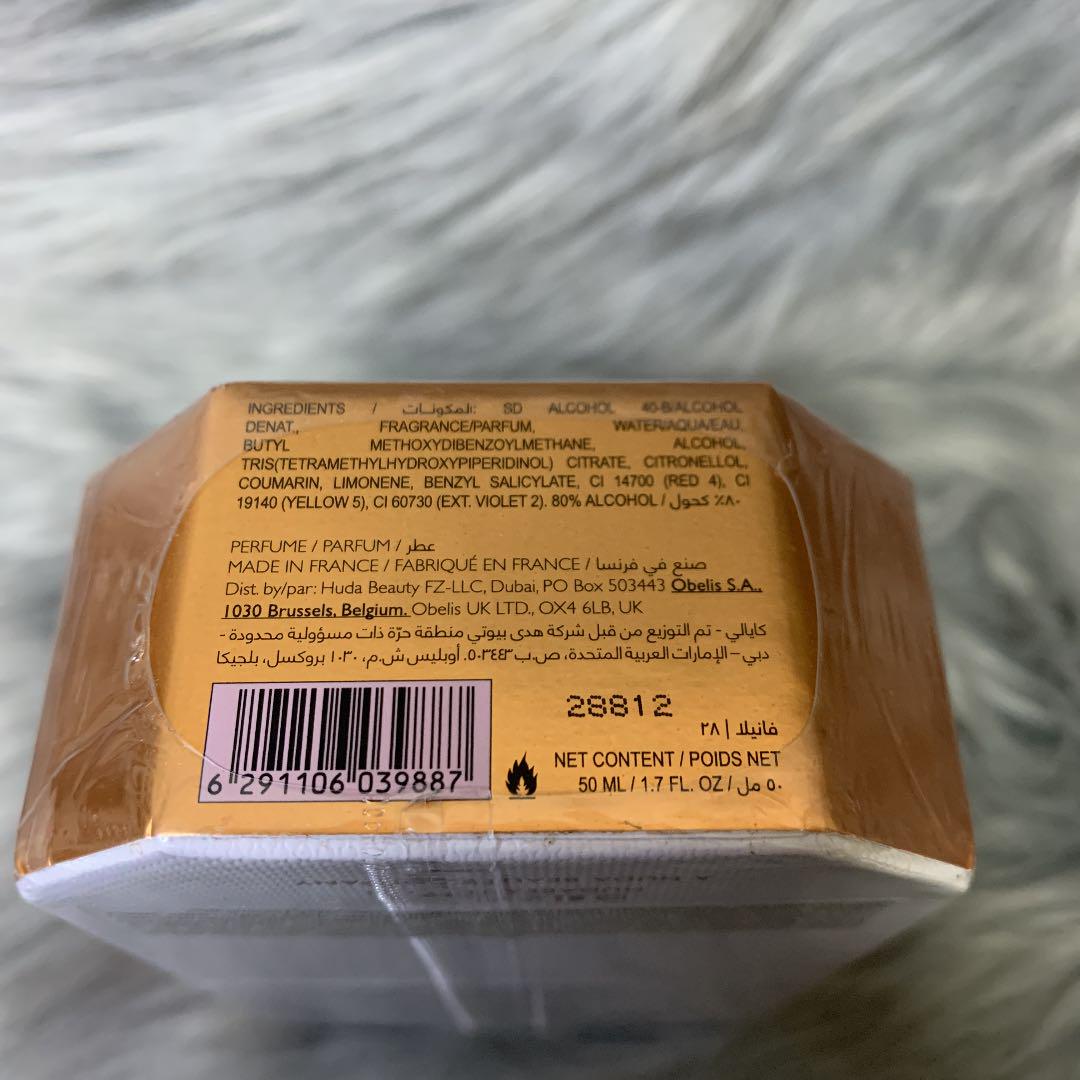 INGREDIENTS / المكونات: SD ALCOHOL 40-B/ALCOHOL
DENAT., FRAGRANCE/PARFUM, WATER/AQUA/EAU,
BUTYL METHOXYDIBENZOYLMETHANE, ALCOHOL,
TRIS(TETRAMETHYLHYDROXYPIPERIDINOL) CITRATE, CITRONELLOL,
COUMARIN, LIMONENE, BENZYL SALICYLATE, CI 14700 (RED 4), CI
19140 (YELLOW 5), CI 60730 (EXT. VIOLET 2). 80% ALCOHOL / ٨٠٪ كحول
PERFUME / PARFUM / عطر
MADE IN FRANCE / FABRIQUÉ EN FRANCE / صنع في فرنسا
Dist. by/par: Huda Beauty FZ-LLC, Dubai, PO Box 503443 Obelis S.A.,
1030 Brussels, Belgium. Obelis UK LTD., OX4 6LB, UK
كايالي - تم التوزيع من قبل شركة هدى بيوتي منطقة حرّة ذات مسؤولية محدودة -
دبي – الإمارات العربية المتحدة، ص.ب ٥٠٣٤٤٣. أوبليس ش.م، ١٠٣٠ بروكسل، بلجيكا
28812
فانيلا | ٢٨
NET CONTENT / POIDS NET
50 ML / 1.7 FL. OZ / ٥٠ مل
6 291106 039887